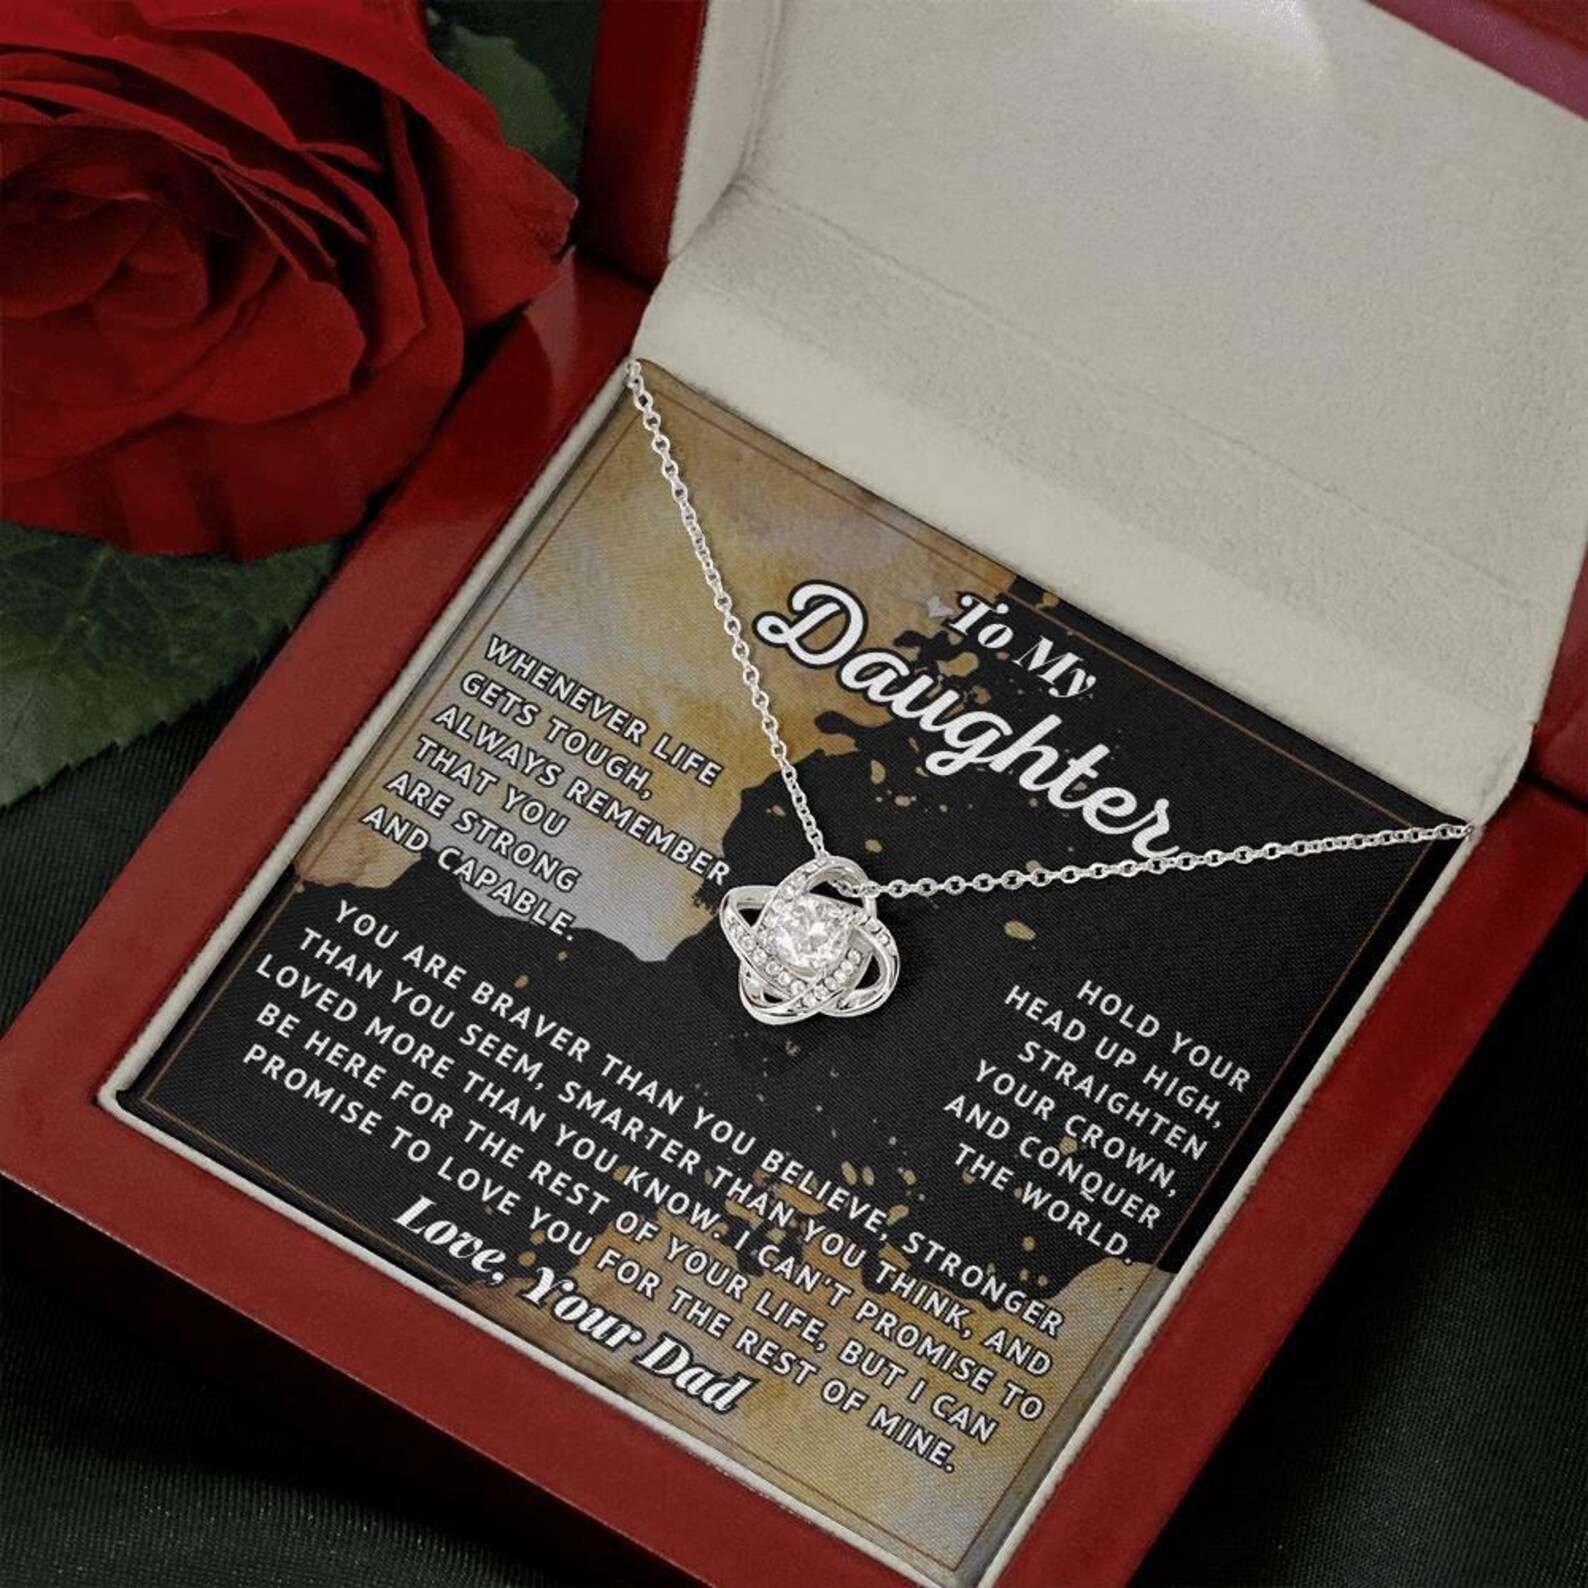 To My
Daughter
WHENEVER LIFE
GETS TOUGH,
ALWAYS REMEMBER
THAT YOU
ARE STRONG
AND CAPABLE.
HOLD YOUR
HEAD UP HIGH,
STRAIGHTEN
YOUR CROWN,
AND CONQUER
THE WORLD.
YOU ARE BRAVER THAN YOU BELIEVE, STRONGER
THAN YOU SEEM, SMARTER THAN YOU THINK, AND
LOVED MORE THAN YOU KNOW. I CAN'T PROMISE TO
BE HERE FOR THE REST OF YOUR LIFE, BUT I CAN
PROMISE TO LOVE YOU FOR THE REST OF MINE.
Love, Your Dad